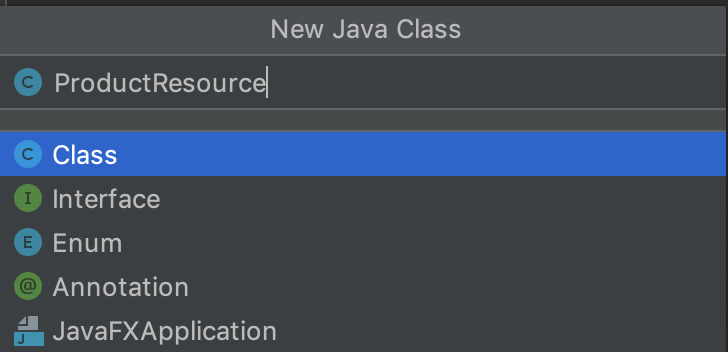 New Java Class
C ProductResource
C Class
I Interface
E Enum
@ Annotation
J JavaFXApplication